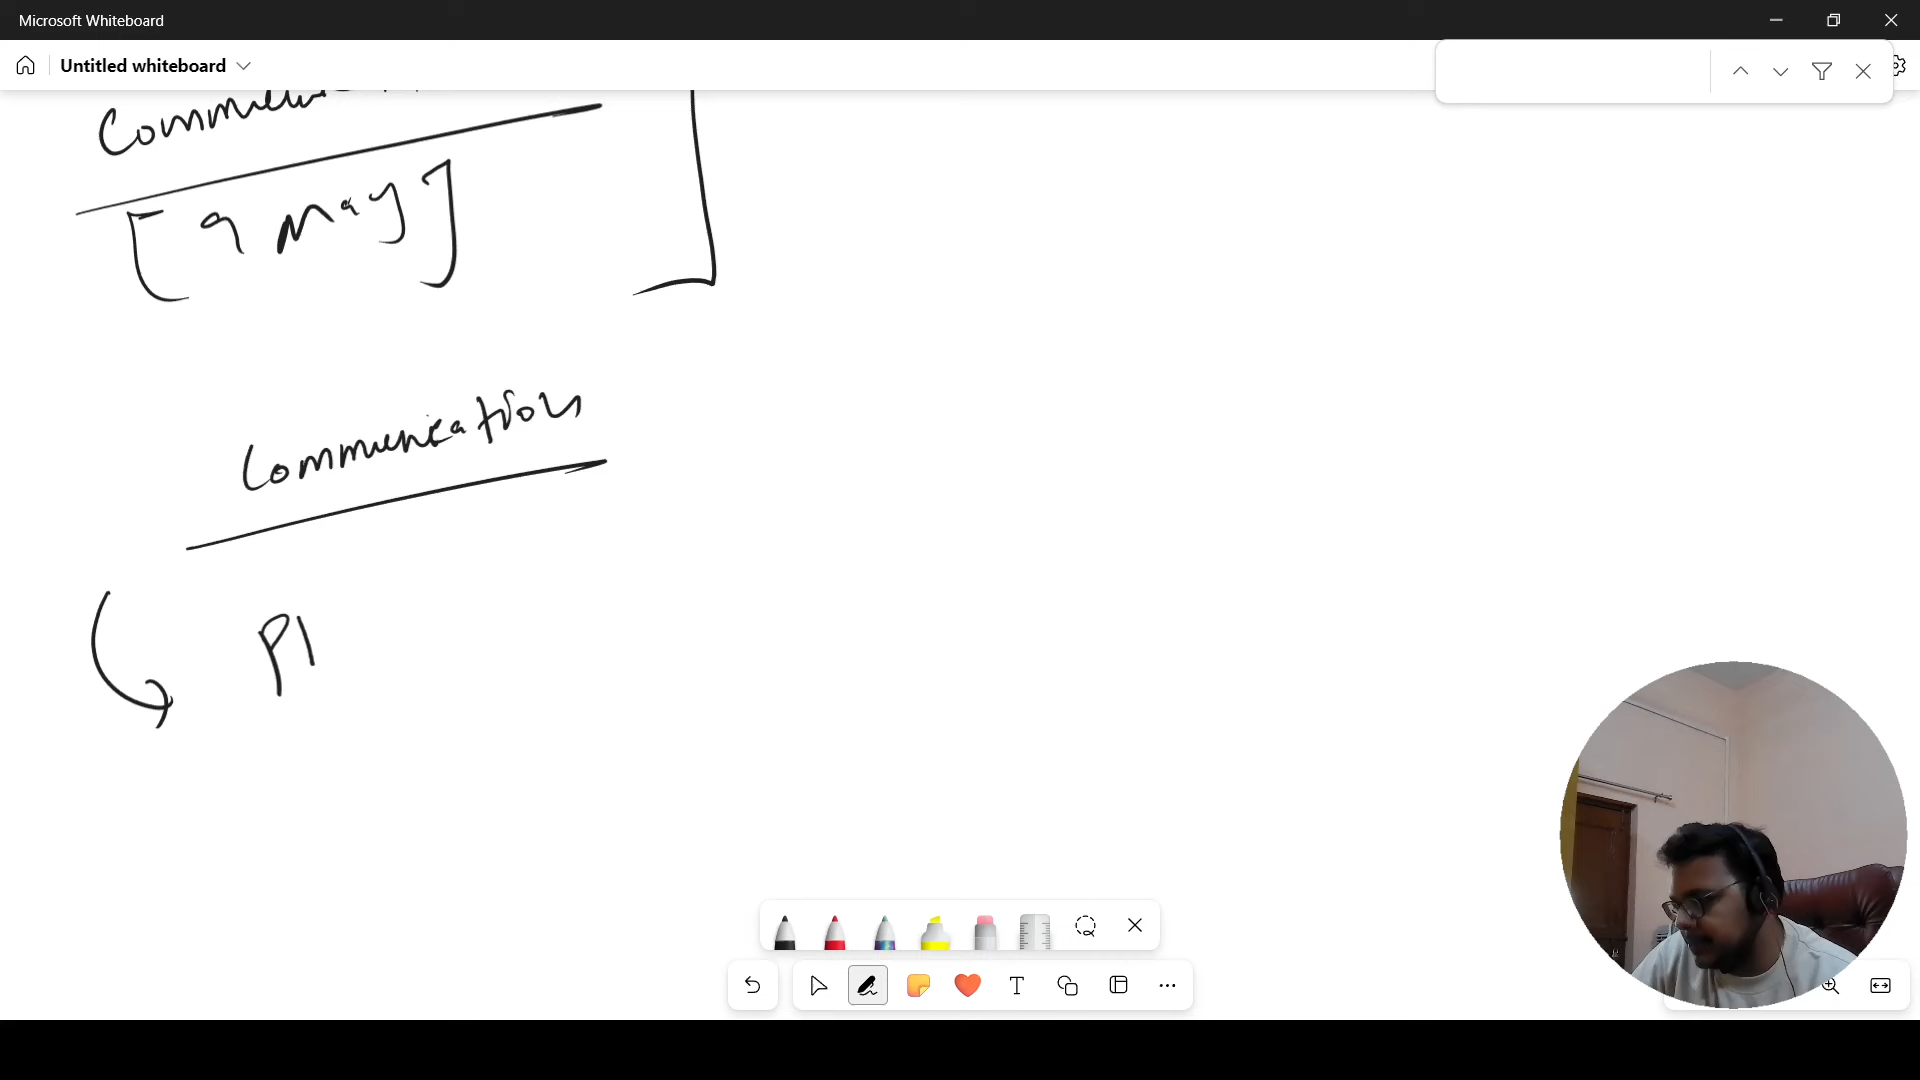 Microsoft Whiteboard
Untitled whiteboard
[9 May]
Communication
Pl